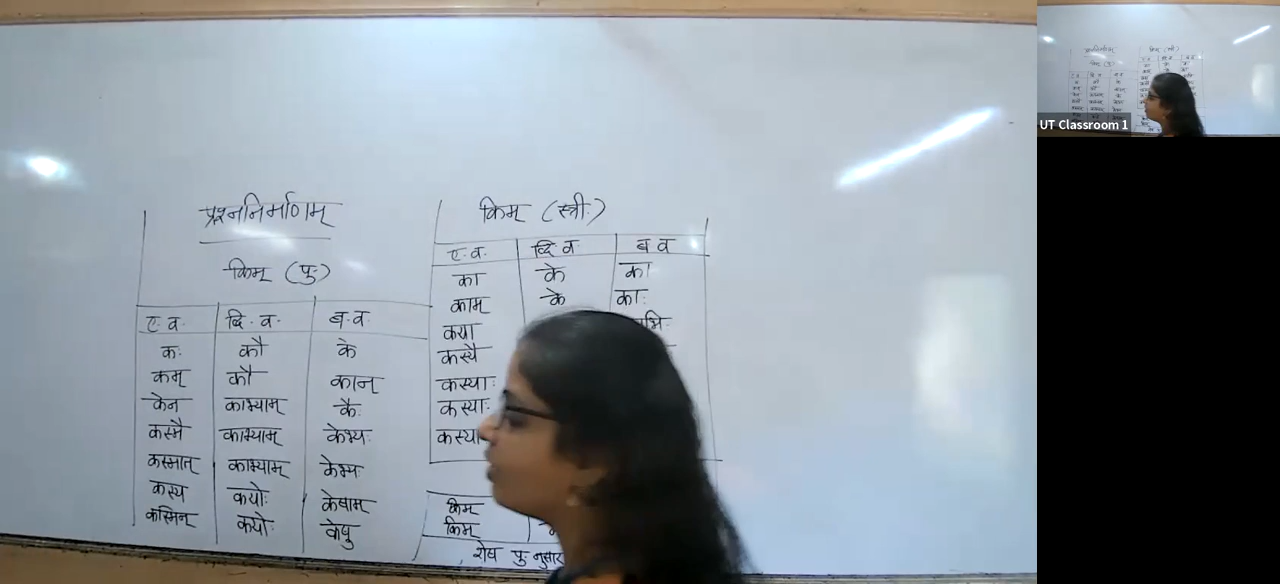 प्रश्ननिर्माणम्
किम् (पु.)
ए.व. द्वि.व. ब.व.
कः कौ के
कम् कौ कान्
केन काभ्याम् कैः
कस्मै काभ्याम् केभ्यः
कस्मात् काभ्याम् केभ्यः
कस्य कयोः केषाम्
कस्मिन् कयोः केषु
किम् (स्त्री.)
ए.व. द्वि व ब व
का के का
काम् के काः
कया
कस्यै
कस्याः
कस्याः
किम्
किम्
शेष पु.
UT Classroom 1